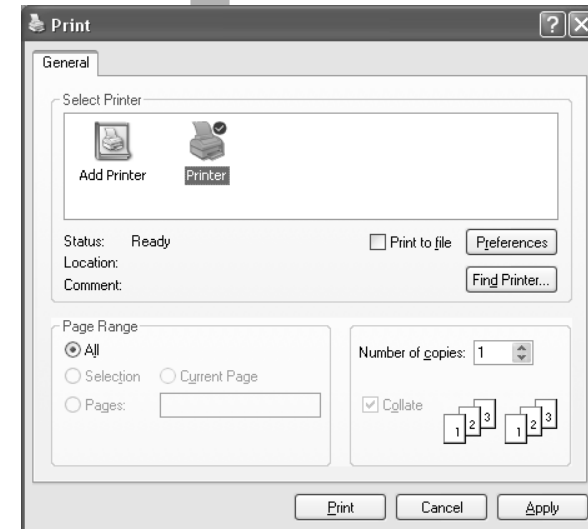 Print
General
Select Printer
Add Printer Printer
Status: Ready
Print to file Preferences
Location:
Comment:
Find Printer...
Page Range
All
Selection Current Page
Pages:
Number of copies: 1
Collate
1 2 3 1 2 3
Print Cancel Apply